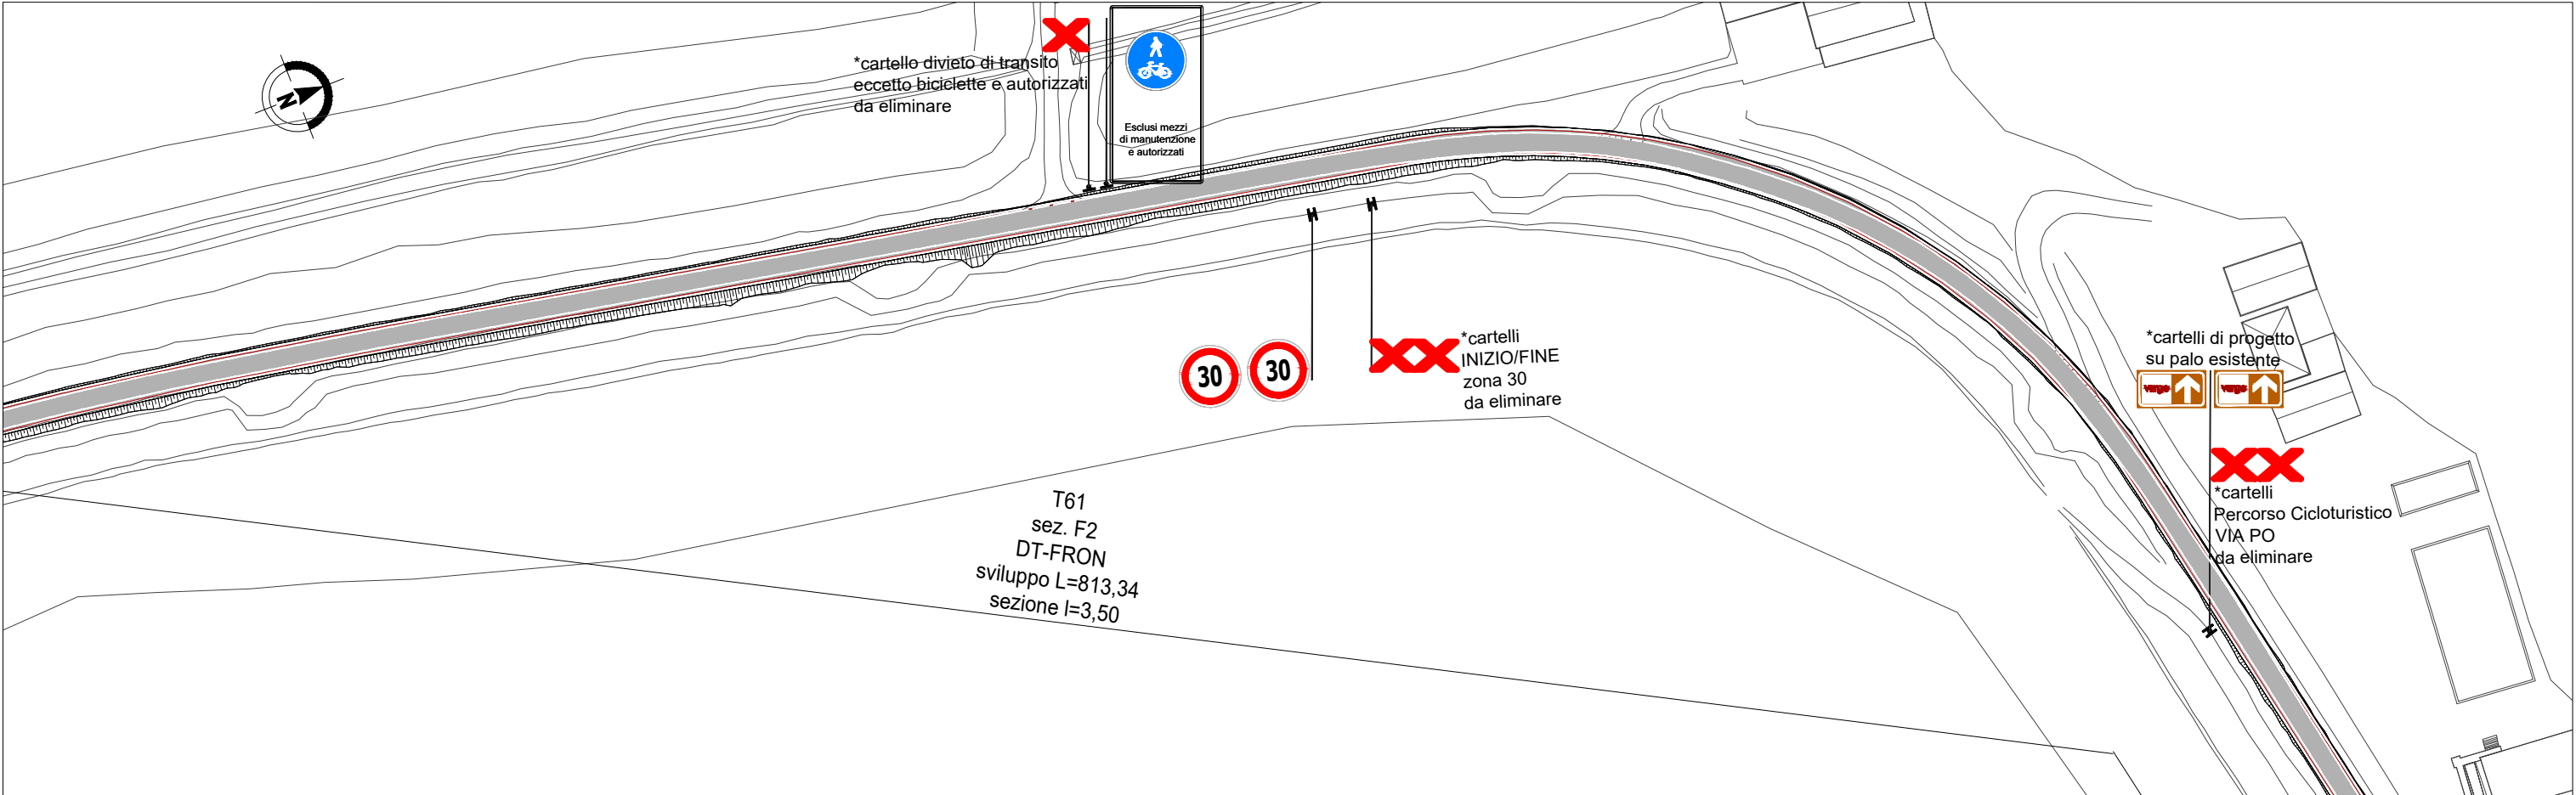 N
*cartello divieto di transito
eccetto biciclette e autorizzati
da eliminare
Esclusi mezzi
di manutenzione
e autorizzati
30
30
*cartelli
INIZIO/FINE
zona 30
da eliminare
*cartelli di progetto
su palo esistente
*cartelli
Percorso Cicloturistico
VIA PO
da eliminare
T61
sez. F2
DT-FRON
sviluppo L=813,34
sezione l=3,50